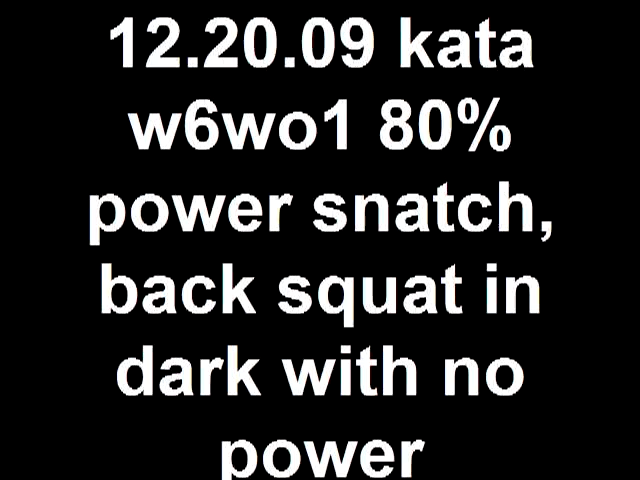 12.20.09 kata
w6wo1 80%
power snatch,
back squat in
dark with no
power